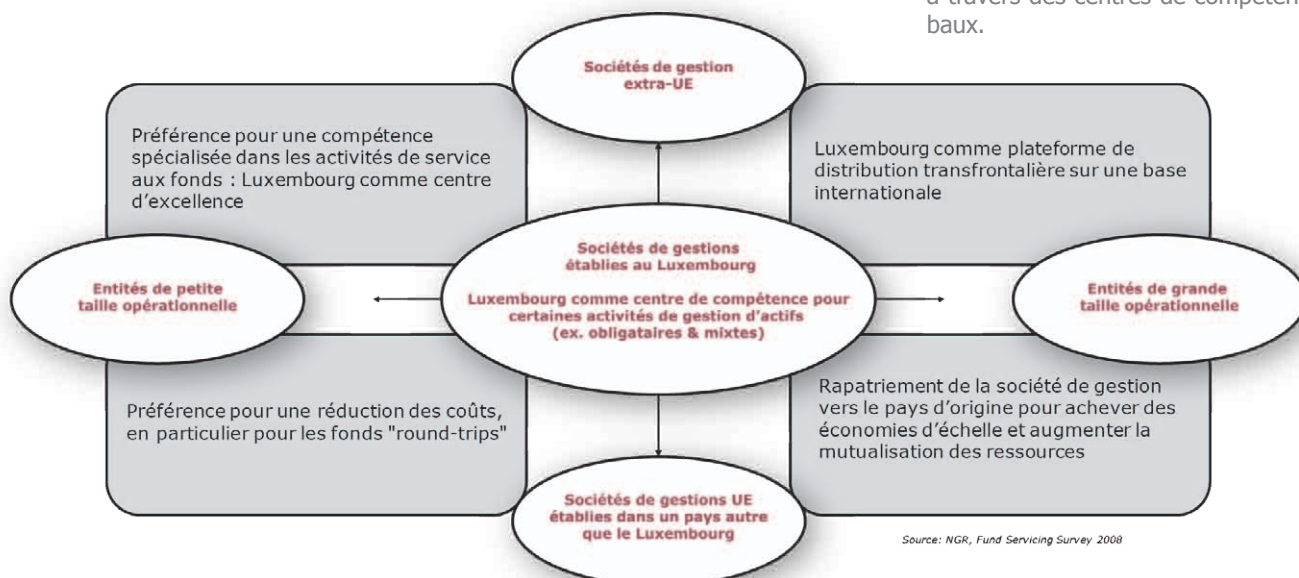 à travers des centres de
baux.
Sociétés de gestion
extra-UE
Préférence pour une compétence
spécialisée dans les activités de service
aux fonds : Luxembourg comme centre
d’excellence
Luxembourg comme plateforme de
distribution transfrontalière sur une base
internationale
Sociétés de gestions
établies au Luxembourg
Luxembourg comme centre de compétence pour
certaines activités de gestion d’actifs
(ex. obligataires & mixtes)
Entités de petite
taille opérationnelle
Entités de grande
taille opérationnelle
Préférence pour une réduction des coûts,
en particulier pour les fonds "round-trips"
Rapatriement de la société de gestion
vers le pays d’origine pour achever des
économies d’échelle et augmenter la
mutualisation des ressources
Sociétés de gestions UE
établies dans un pays autre
que le Luxembourg
Source: NGR, Fund Servicing Survey 2008